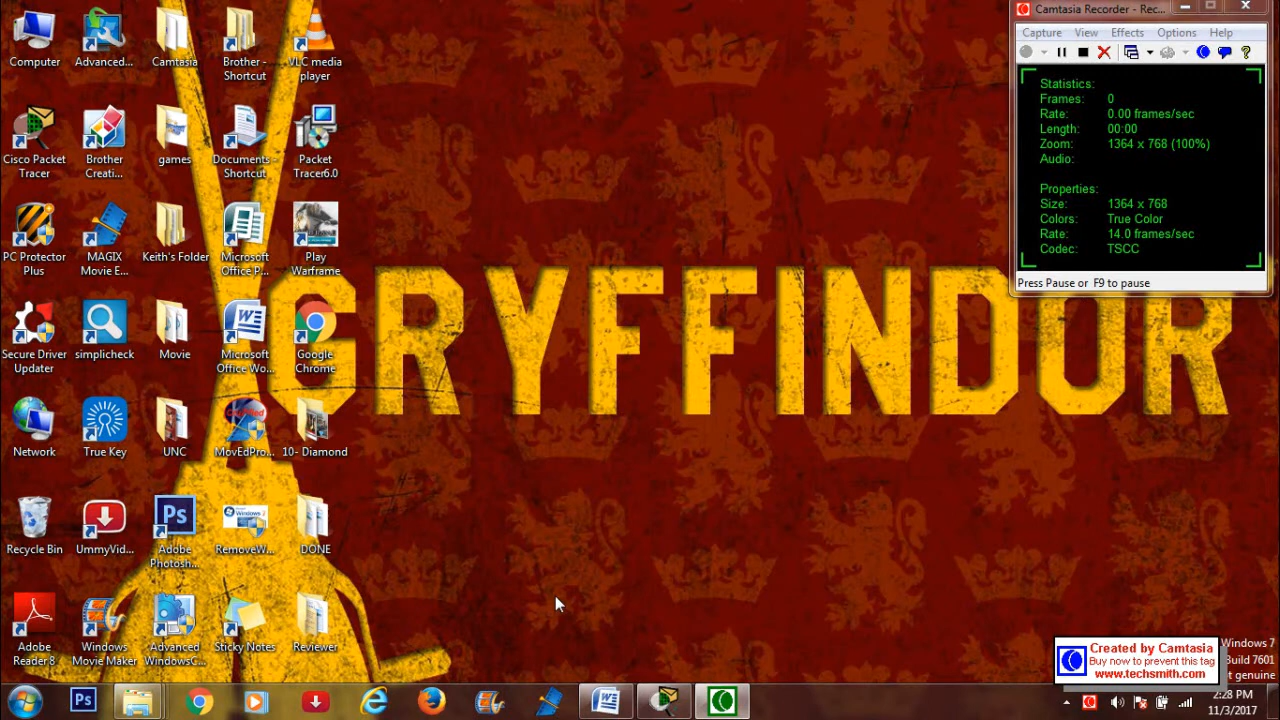 Computer
Advanced...
Camtasia
Brother -
Shortcut
VLC media
player
Cisco Packet
Tracer
Brother
Creati...
games
Documents -
Shortcut
Packet
Tracer6.0
PC Protector
Plus
MAGIX
Movie E...
Keith's Folder
Microsoft
Office P...
Play
Warframe
Secure Driver
Updater
simplicheck
Movie
Microsoft
Office Wo...
Google
Chrome
Network
True Key
UNC
MovEdPro...
10- Diamond
Recycle Bin
UmmyVid...
Ps
Adobe
Photosh...
RemoveW...
DONE
Adobe
Reader 8
Windows
Movie Maker
Advanced
WindowsC...
Sticky Notes
Reviewer
GRYFFINDOR
Camtasia Recorder - Rec...
Capture View Effects Options Help
Statistics:
Frames: 0
Rate: 0.00 frames/sec
Length: 00:00
Zoom: 1364 x 768 (100%)
Audio:
Properties:
Size: 1364 x 768
Colors: True Color
Rate: 14.0 frames/sec
Codec: TSCC
Press Pause or F9 to pause
Windows 7
Build 7601
genuine
Created by Camtasia
Buy now to prevent this tag
www.techsmith.com
Ps
2:28 PM
11/3/2017